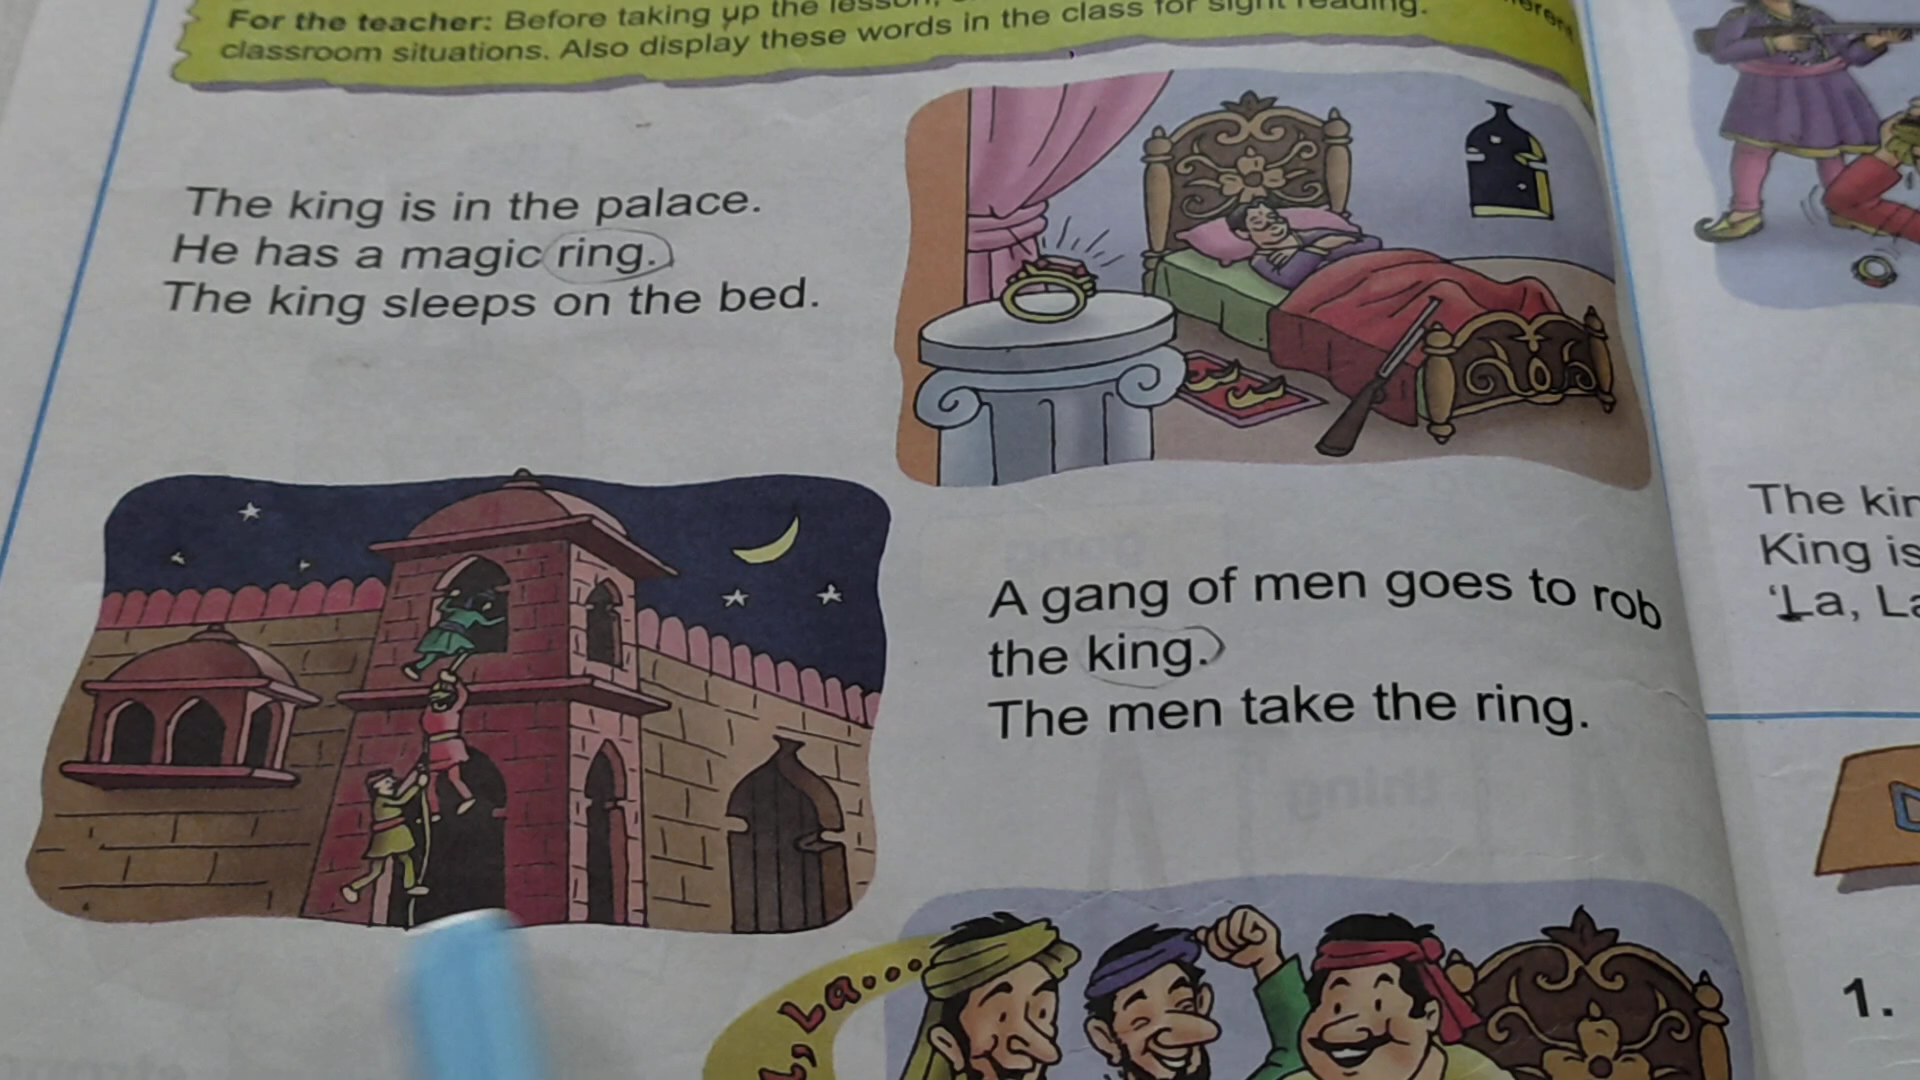 For the teacher: Before taking up the lesson,
classroom situations. Also display these words in the class for sight reading.
The king is in the palace.
He has a magic ring.
The king sleeps on the bed.
A gang of men goes to rob
the king.
The men take the ring.
La...
The
King is
'La,
1.